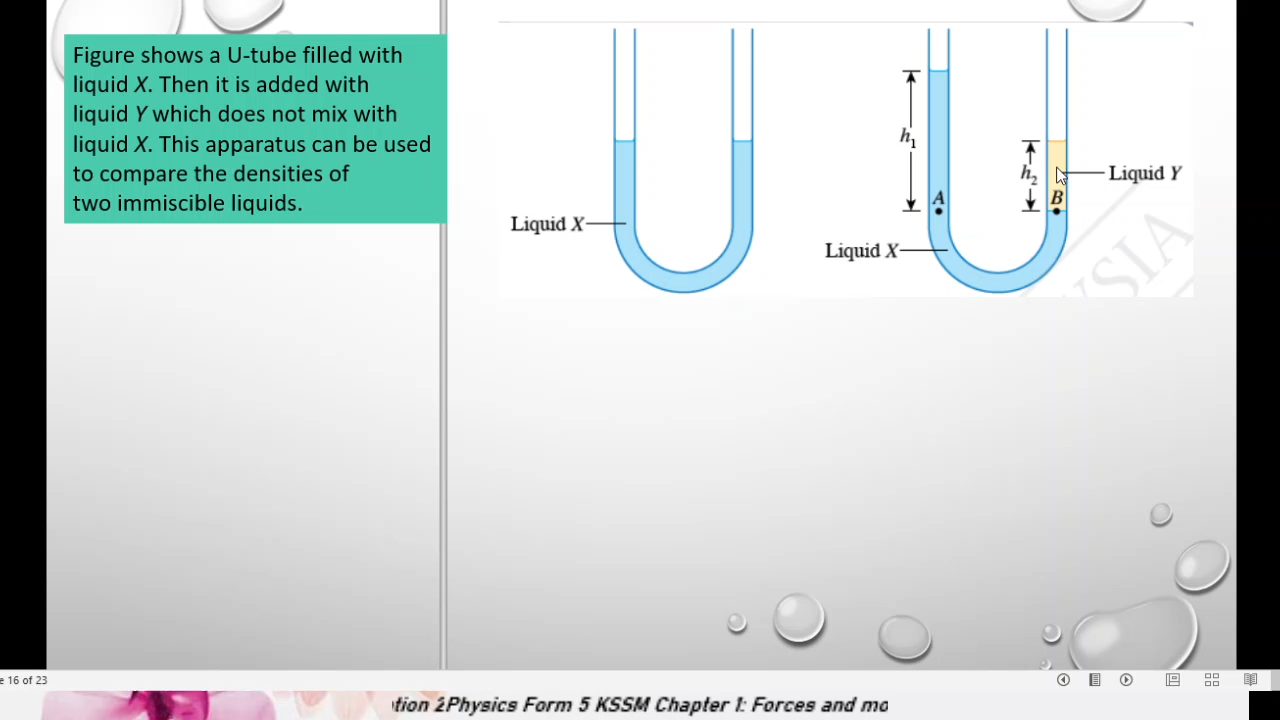 Figure shows a U-tube filled with
liquid X. Then it is added with
liquid Y which does not mix with
liquid X. This apparatus can be used
to compare the densities of
two immiscible liquids.
Liquid X
h1
A
h2
B
Liquid Y
Liquid X
YSIA
e 16 of 23
tion 2Physics Form 5 KSSM Chapter 1: Forces and mo